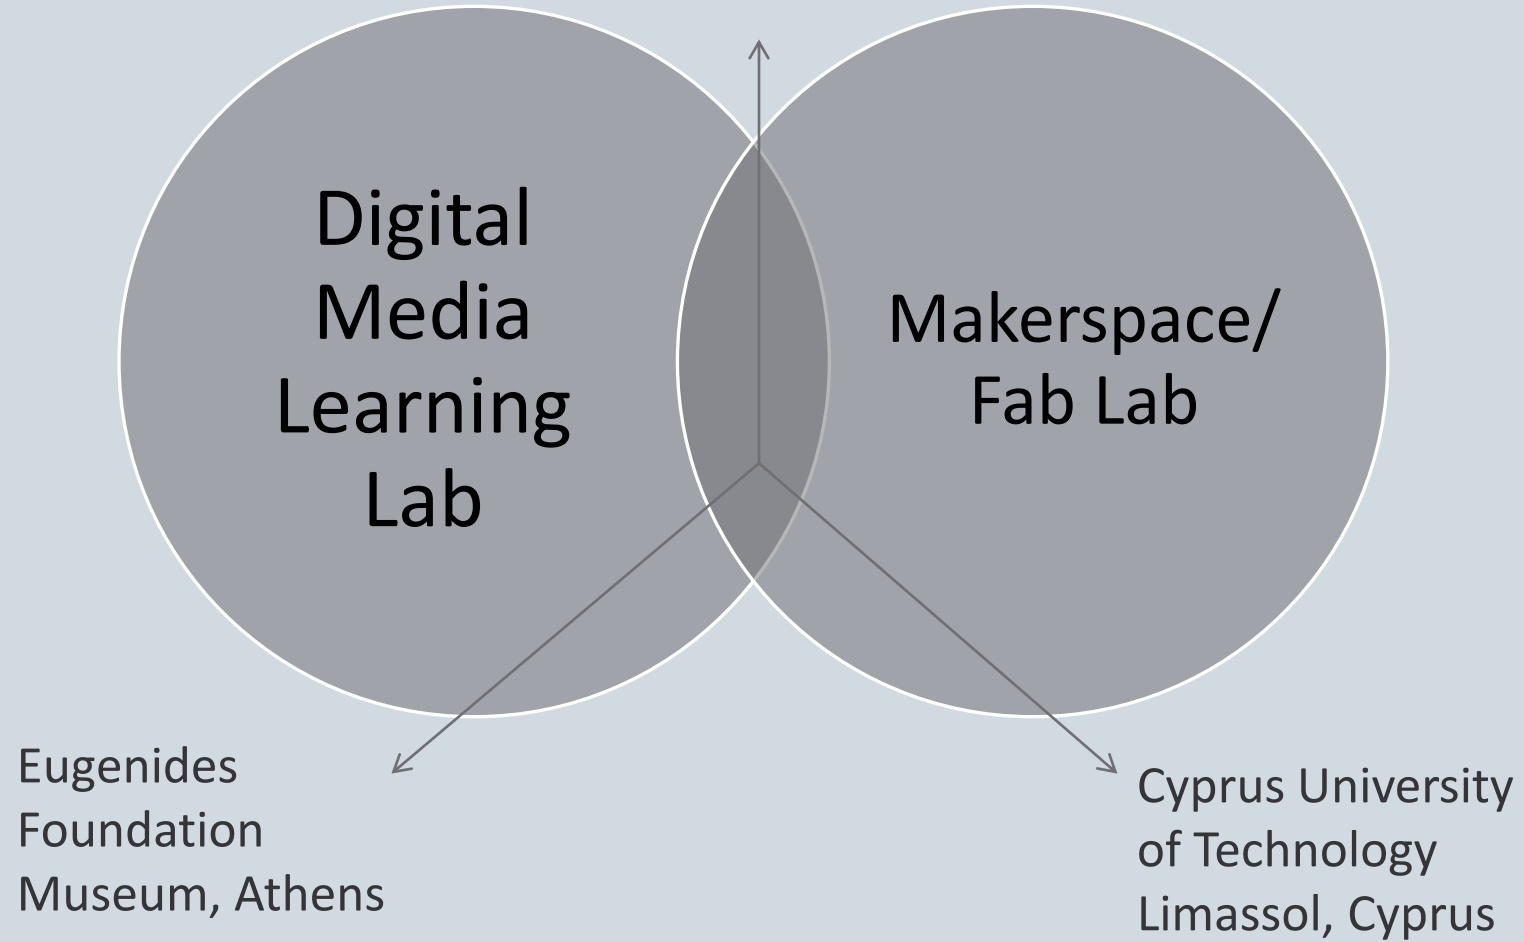 Digital
Media
Learning
Lab
Makerspace/
Fab Lab
Eugenides
Foundation
Museum, Athens
Cyprus University
of Technology
Limassol, Cyprus